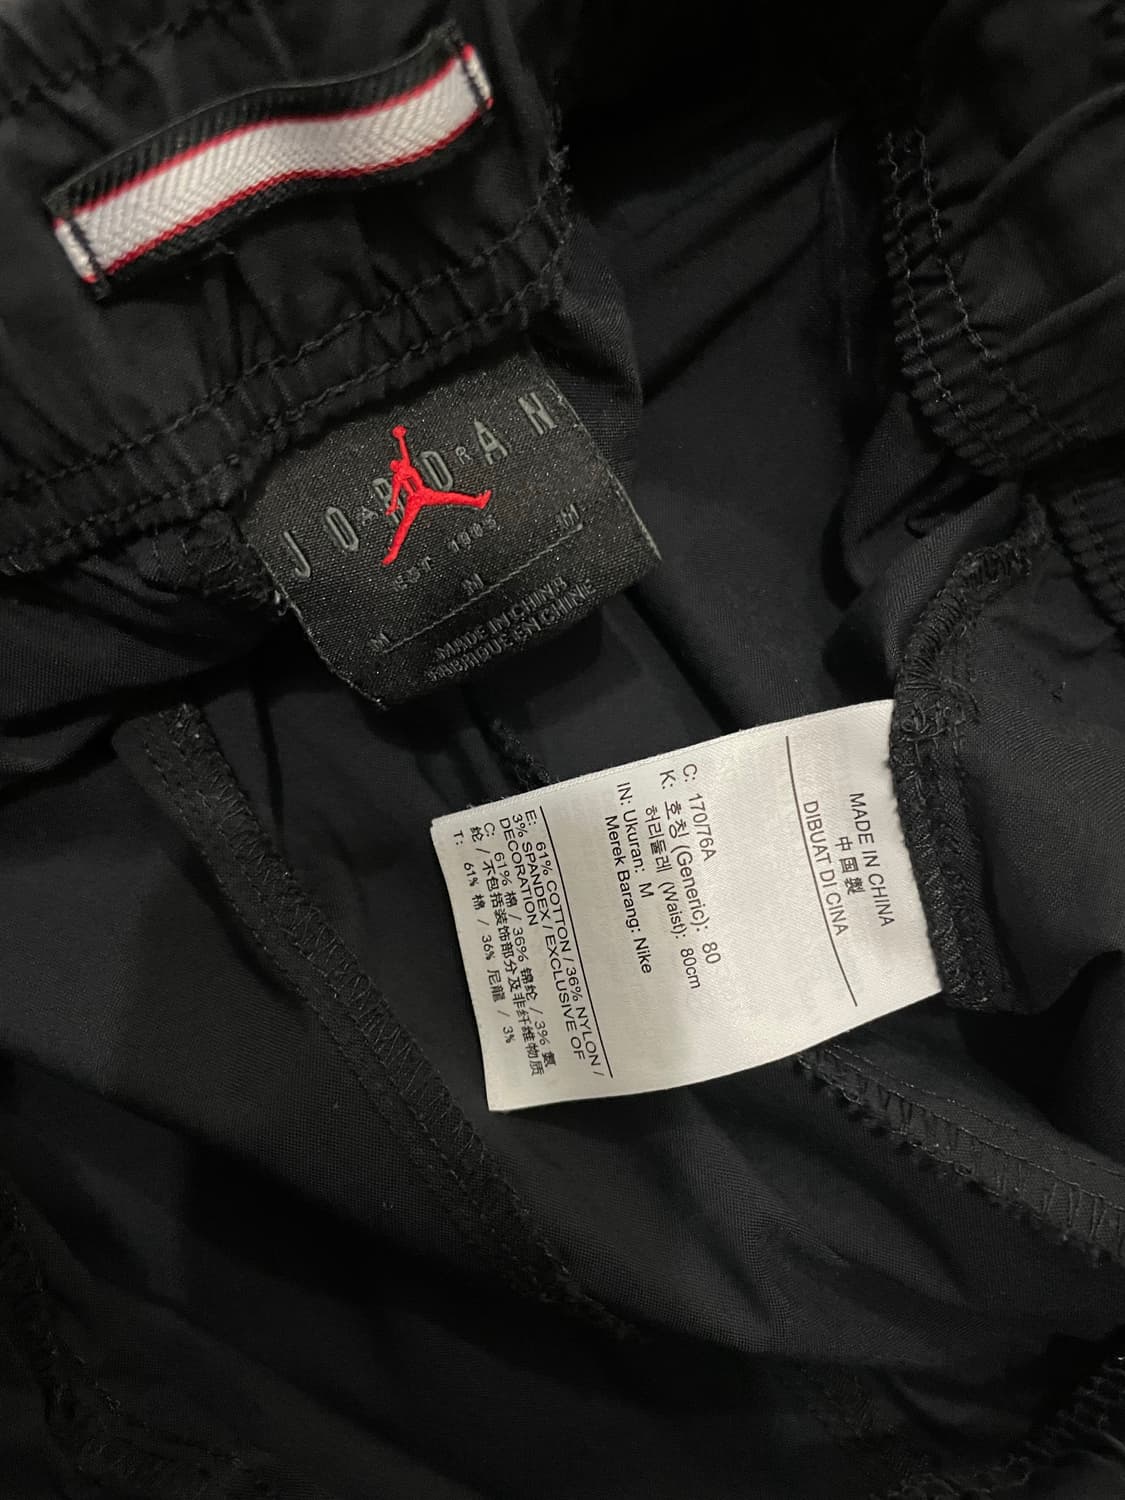 JORDAN
EST 1985
M
M
M
MADE IN CHINA
FABRIQUE EN CHINE
MADE IN CHINA
中国製
DIBUAT DI CINA
C: 170/76A
K: 호칭 (Generic): 80
허리둘레 (Waist): 80cm
IN: Ukuran: M
Merek Barang: Nike
E: 61% COTTON / 36% NYLON /
3% SPANDEX / EXCLUSIVE OF
DECORATION
C: 61% 棉 / 36% 锦纶 / 3% 氨
纶 / 不包括装饰部分及非纤维物质
T: 61% 棉 / 36% 尼龍 / 3%